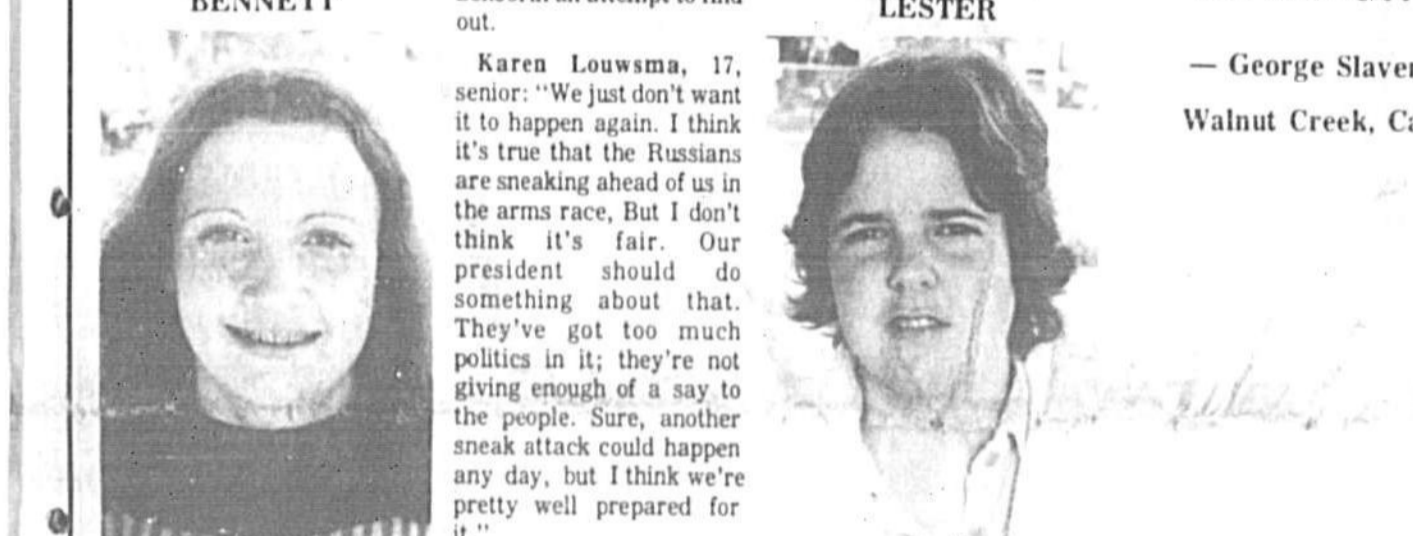 BENNETT
out.
Karen Louwsma, 17,
senior: "We just don't want
it to happen again. I think
it's true that the Russians
are sneaking ahead of us in
the arms race, But I don't
think it's fair. Our
president should do
something about that.
They've got too much
politics in it; they're not
giving enough of a say to
the people. Sure, another
sneak attack could happen
any day, but I think we're
pretty well prepared for
it."
LESTER
— George Slaven
Walnut Creek, Ca